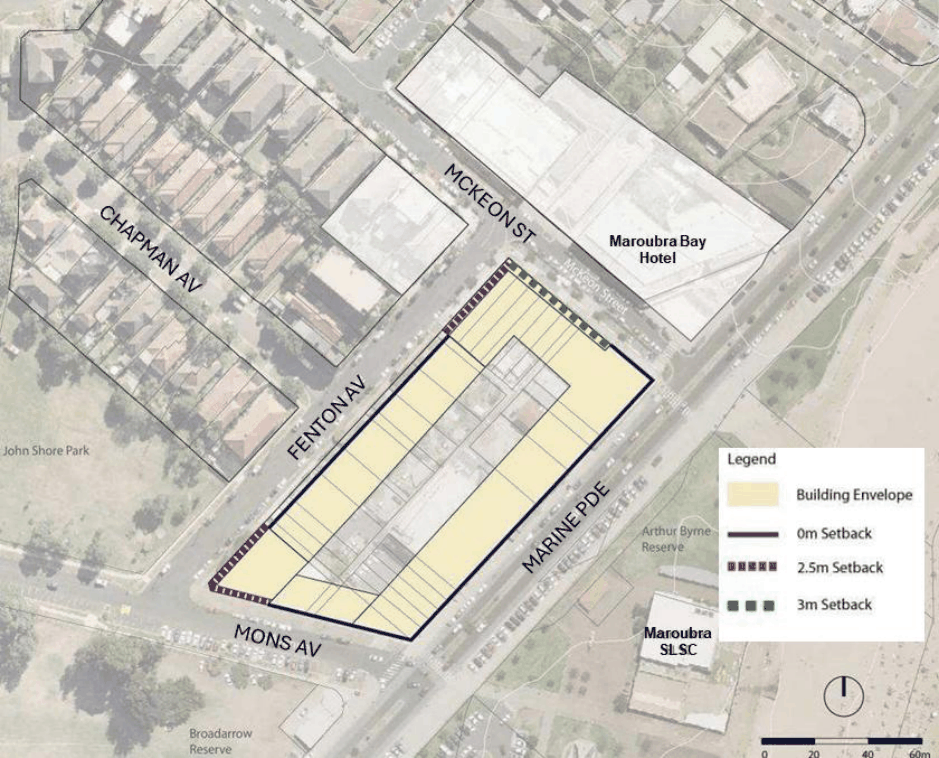 MCKEON ST
Maroubra Bay
Hotel
McKeon Street
CHAPMAN AV
FENTON AV
John Shore Park
MARINE PDE
Arthur Byrne
Reserve
Maroubra
SLSC
MONS AV
Broadarrow
Reserve
Legend
Building Envelope
0m Setback
2.5m Setback
3m Setback
0 20 40 60m